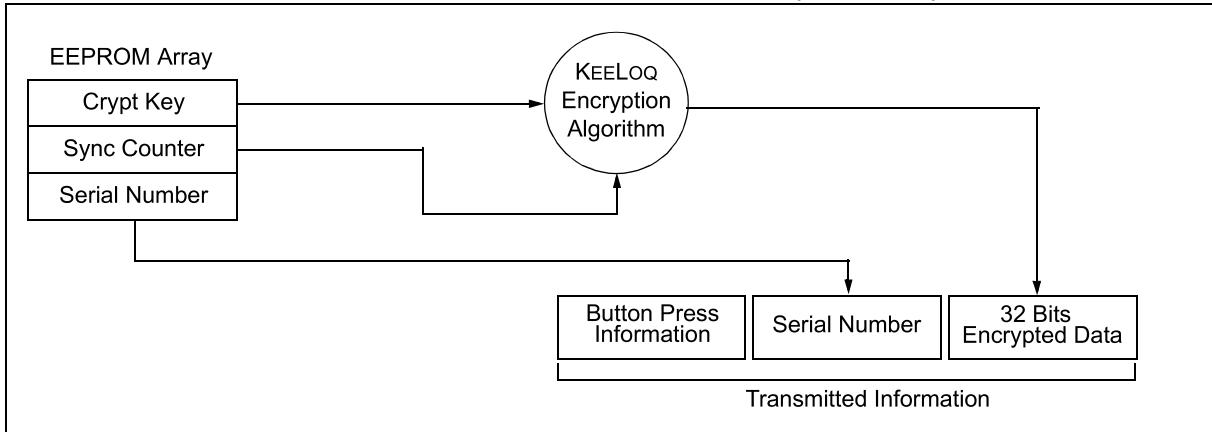 EEPROM Array
Crypt Key
Sync Counter
Serial Number
KEELOQ
Encryption
Algorithm
Button Press
Information
Serial Number
32 Bits
Encrypted Data
Transmitted Information